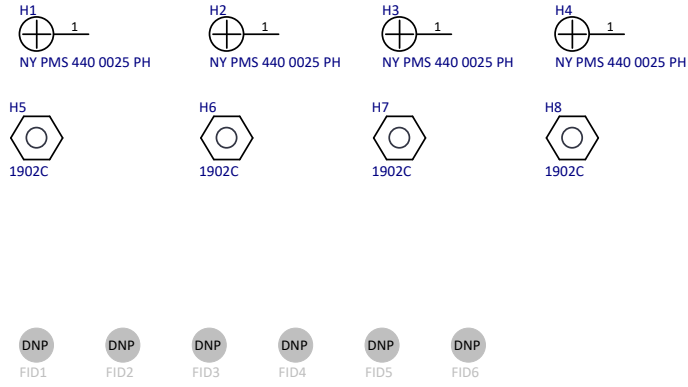 H1 H2 H3 H4
1 1 1 1
NY PMS 440 0025 PH NY PMS 440 0025 PH NY PMS 440 0025 PH NY PMS 440 0025 PH
H5 H6 H7 H8
1902C 1902C 1902C 1902C
DNP DNP DNP DNP DNP DNP
FID1 FID2 FID3 FID4 FID5 FID6